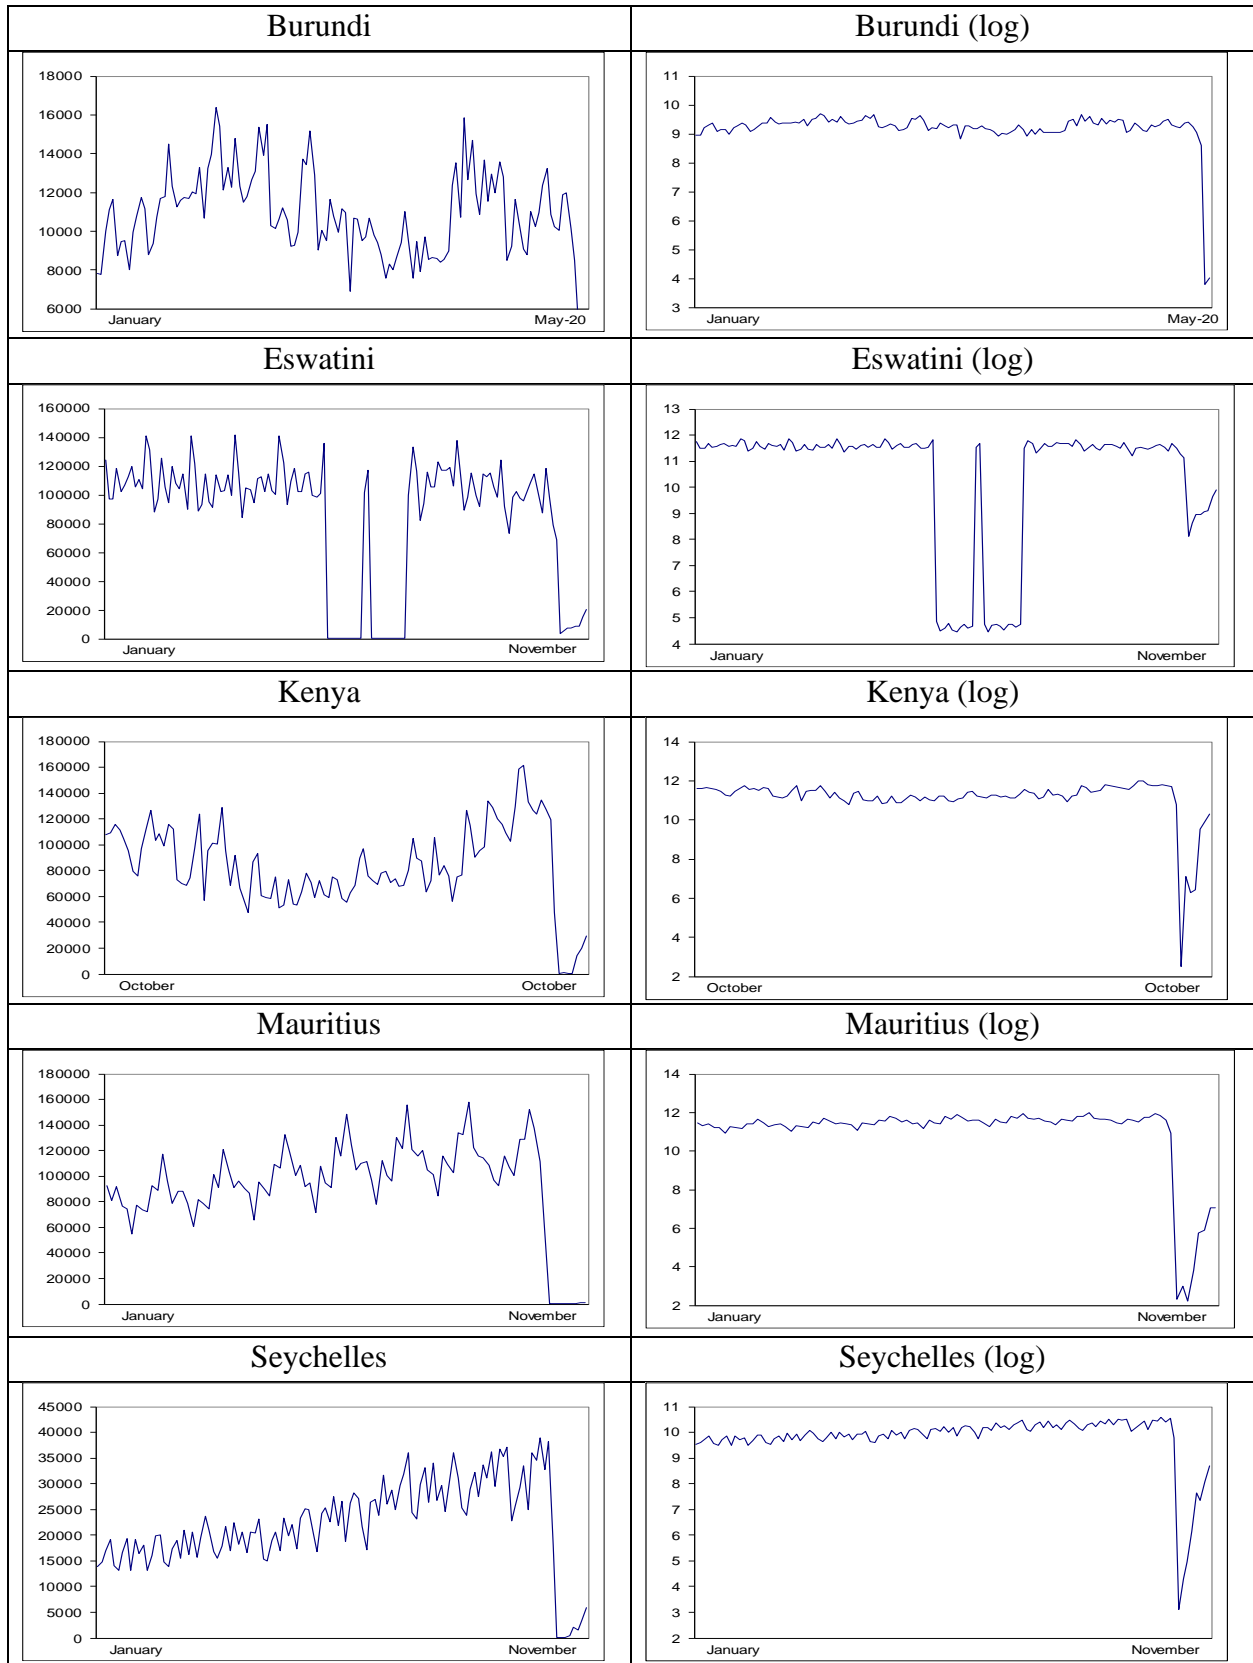 Burundi
Burundi (log)
18000
16000
14000
12000
10000
8000
6000
January
May-20
11
10
9
8
7
6
5
4
3
January
May-20
Eswatini
Eswatini (log)
160000
140000
120000
100000
80000
60000
40000
20000
0
January
November
13
12
11
10
9
8
7
6
5
4
January
November
Kenya
Kenya (log)
180000
160000
140000
120000
100000
80000
60000
40000
20000
0
October
October
14
12
10
8
6
4
2
October
October
Mauritius
Mauritius (log)
180000
160000
140000
120000
100000
80000
60000
40000
20000
0
January
November
14
12
10
8
6
4
2
January
November
Seychelles
Seychelles (log)
45000
40000
35000
30000
25000
20000
15000
10000
5000
0
January
November
11
10
9
8
7
6
5
4
3
2
January
November